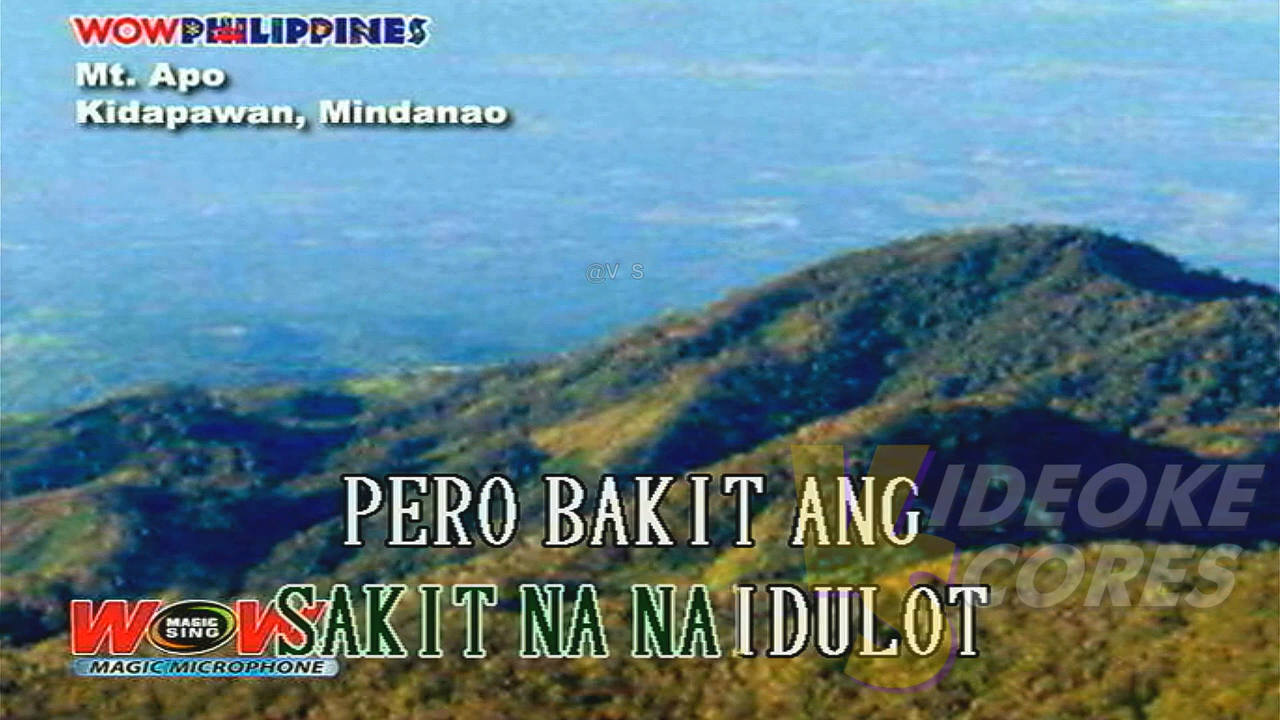 WOWPHILIPPINES
Mt. Apo
Kidapawan, Mindanao
@V S
PERO BAKIT ANG
SAKIT NA NAIDULOT
VIDEOKE
SCORES
WOW
MAGIC
SING
MAGIC MICROPHONE